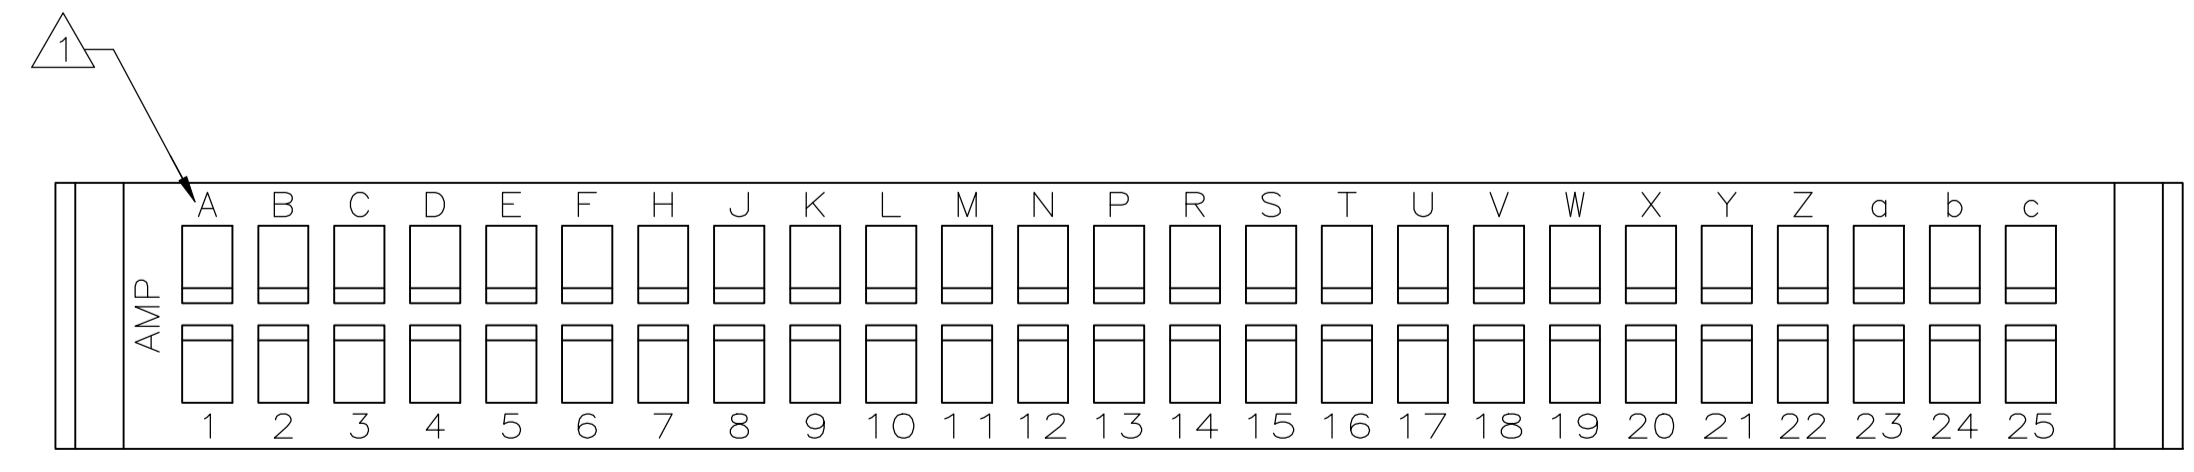 1
A B C D E F H J K L M N P R S T U V W X Y Z a b c
AMP
1 2 3 4 5 6 7 8 9 10 11 12 13 14 15 16 17 18 19 20 21 22 23 24 25